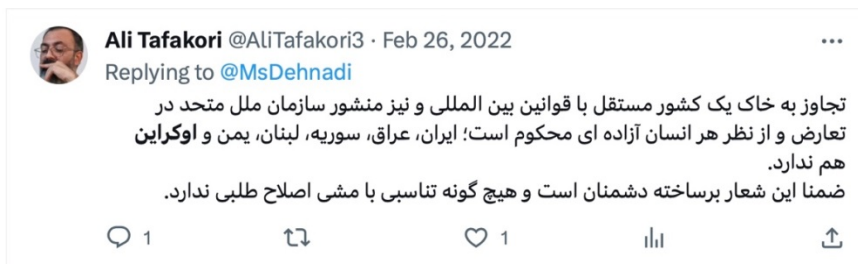 Ali Tafakori @AliTafakori3 · Feb 26, 2022 ...
Replying to @MsDehnadi
تجاوز به خاک یک کشور مستقل با قوانین بین المللی و نیز منشور سازمان ملل متحد در
تعارض و از نظر هر انسان آزاده ای محکوم است؛ ایران، عراق، سوریه، لبنان، یمن و اوکراین
هم ندارد.
ضمنا این شعار برساخته دشمنان است و هیچ گونه تناسبی با مشی اصلاح طلبی ندارد.
1 1